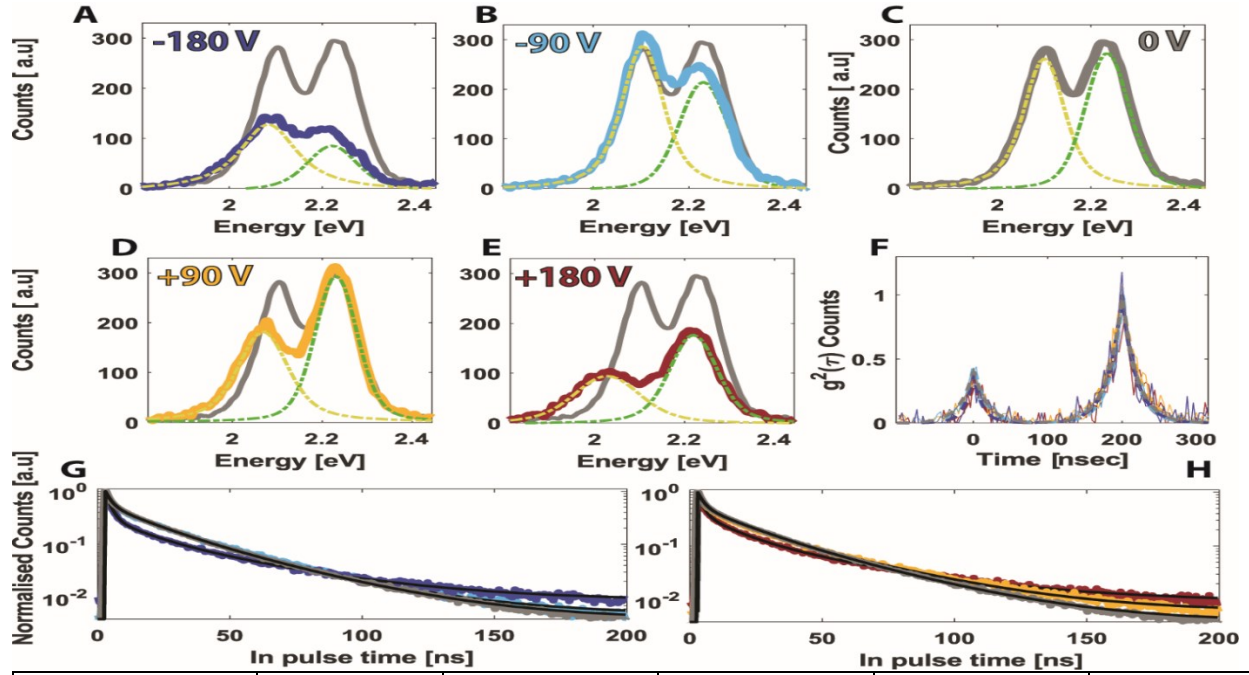 A B C
-180 V -90 V 0 V
Counts [ a.u]
300
200
100
0
2 2.2 2.4
Energy [eV]
300
200
100
0
2 2.2 2.4
Energy [eV]
Counts [ a.u]
300
200
100
0
2 2.2 2.4
Energy [eV]
D E F
+90 V +180 V
Counts [ a.u]
300
200
100
0
2 2.2 2.4
Energy [eV]
300
200
100
0
2 2.2 2.4
Energy [eV]
g²(τ) Counts
1
0.5
0
0 100 200 300
Time [nsec]
G H
Normalised Counts [a.u]
10⁰
10⁻¹
10⁻²
0 50 100 150 200
In pulse time [ns]
10⁰
10⁻¹
10⁻²
0 50 100 150 200
In pulse time [ns]